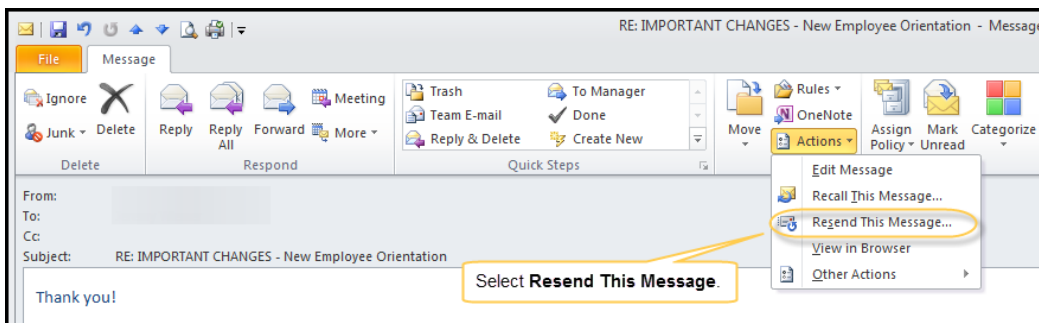 RE: IMPORTANT CHANGES - New Employee Orientation - Message
File Message
Ignore
Junk
Delete
Reply
Reply All
Forward
Meeting
More
Delete
Respond
Trash
Team E-mail
Reply & Delete
To Manager
Done
Create New
Quick Steps
Move
Rules
OneNote
Actions
Assign Policy
Mark Unread
Categorize
Edit Message
Recall This Message...
Resend This Message...
View in Browser
Other Actions
From:
To:
Cc:
Subject: RE: IMPORTANT CHANGES - New Employee Orientation
Select Resend This Message.
Thank you!